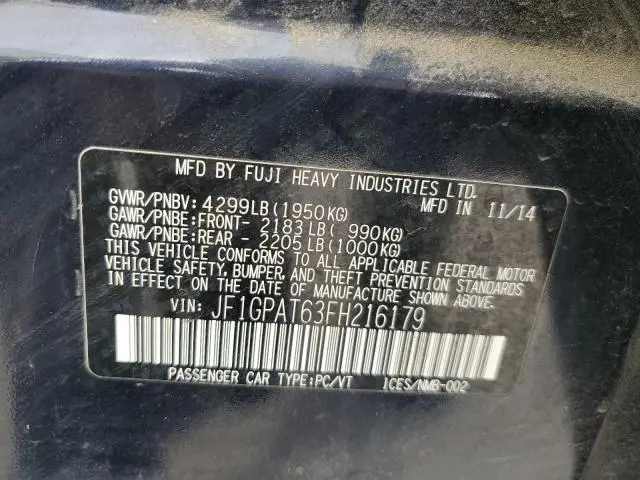 MFD BY FUJI HEAVY INDUSTRIES LTD.
GVWR/PNBV: 4299LB(1950KG) MFD IN 11/14
GAWR/PNBE:FRONT- 2183LB( 990KG)
GAWR/PNBE:REAR - 2205LB(1000KG)
THIS VEHICLE CONFORMS TO ALL APPLICABLE FEDERAL MOTOR
VEHICLE SAFETY, BUMPER, AND THEFT PREVENTION STANDARDS
IN EFFECT ON THE DATE OF MANUFACTURE SHOWN ABOVE.
VIN: JF1GPAT63FH216179
PASSENGER CAR TYPE:PC/VT ICES/NMB-002